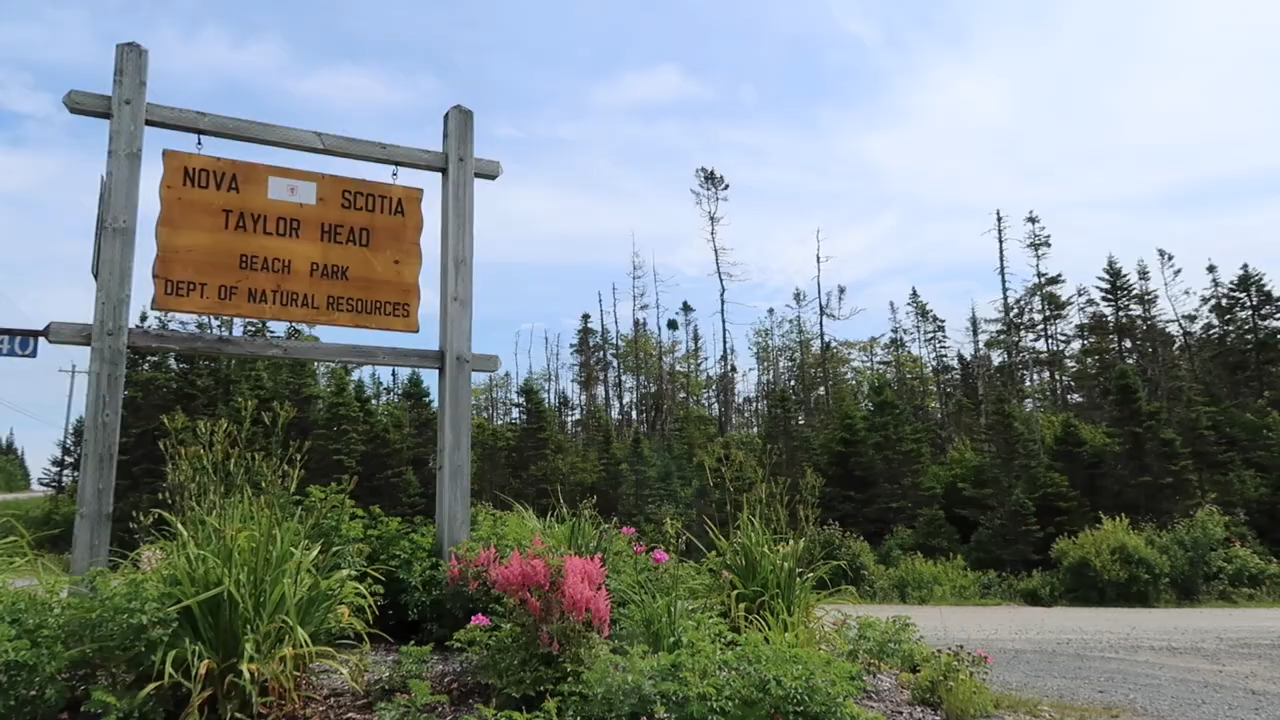 NOVA SCOTIA
TAYLOR HEAD
BEACH PARK
DEPT. OF NATURAL RESOURCES
40